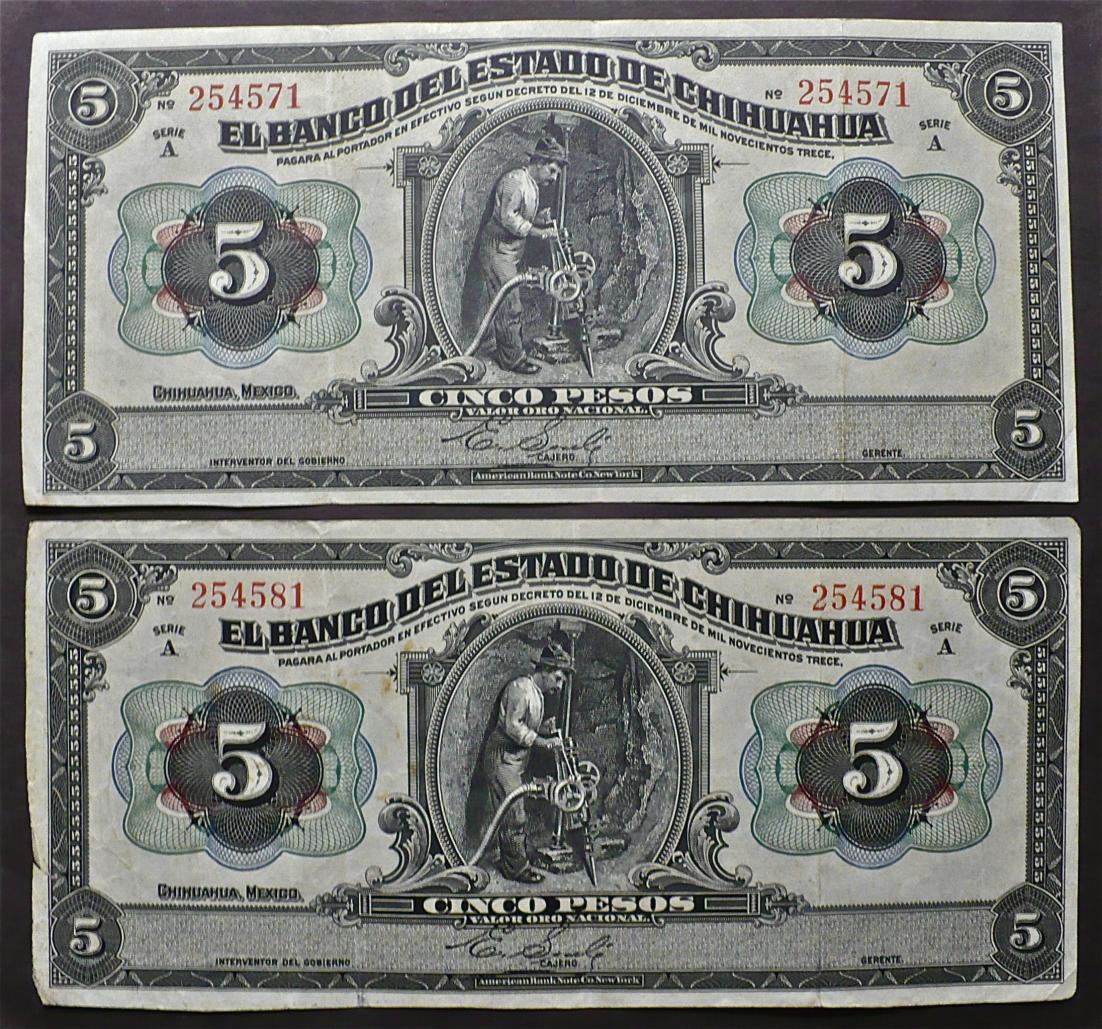 5 5
Nº 254571 Nº 254571
EL BANCO DEL ESTADO DE CHIHUAHUA
SERIE A SERIE A
PAGARA AL PORTADOR EN EFECTIVO SEGUN DECRETO DEL 12 DE DICIEMBRE DE MIL NOVECIENTOS TRECE.
5 5
CHIHUAHUA, MEXICO.
CINCO PESOS
VALOR ORO NACIONAL.
5 5
INTERVENTOR DEL GOBIERNO CAJERO. GERENTE.
American Bank Note Co. New York
5 5
Nº 254581 Nº 254581
EL BANCO DEL ESTADO DE CHIHUAHUA
SERIE A SERIE A
PAGARA AL PORTADOR EN EFECTIVO SEGUN DECRETO DEL 12 DE DICIEMBRE DE MIL NOVECIENTOS TRECE.
5 5
CHIHUAHUA, MEXICO.
CINCO PESOS
VALOR ORO NACIONAL.
5 5
INTERVENTOR DEL GOBIERNO CAJERO. GERENTE.
American Bank Note Co. New York